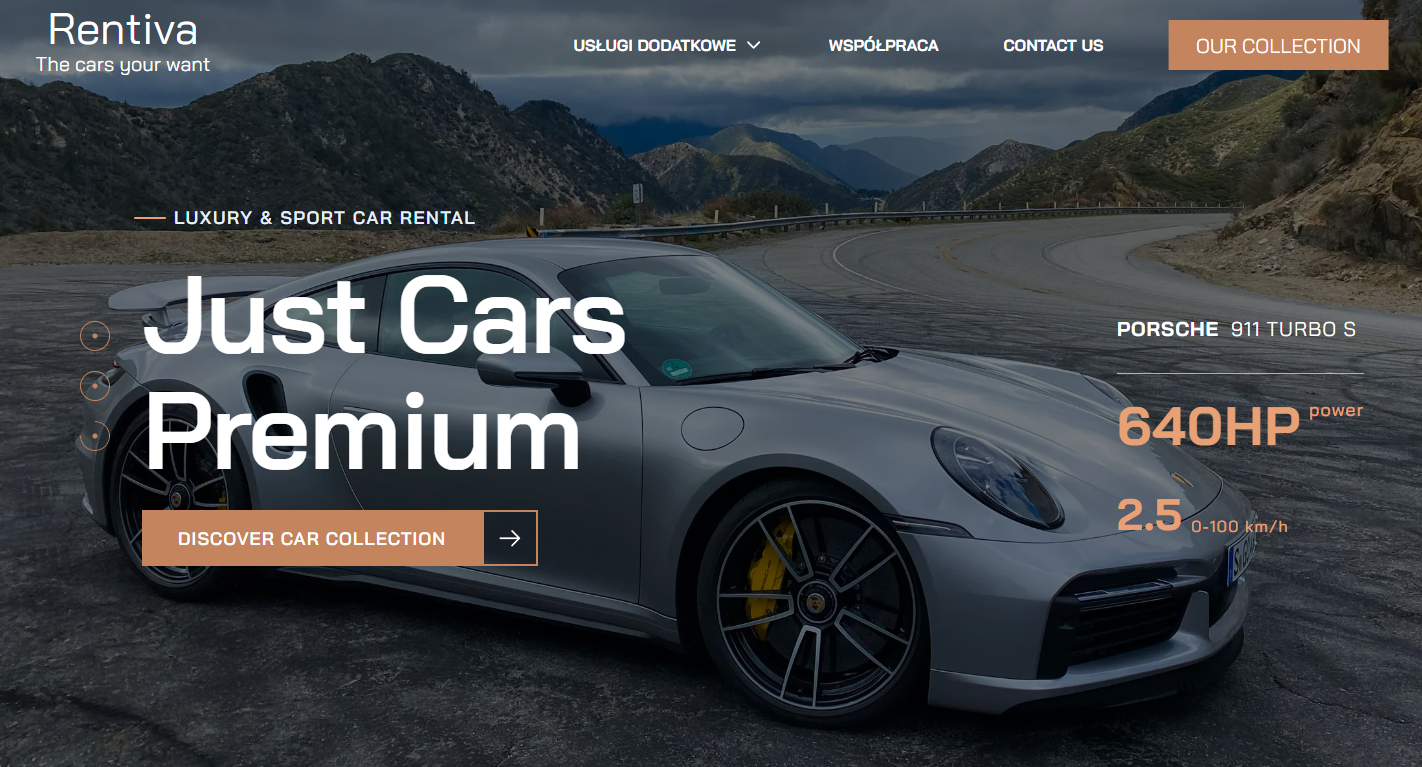 Rentiva
The cars your want
USŁUGI DODATKOWE
WSPÓŁPRACA
CONTACT US
OUR COLLECTION
LUXURY & SPORT CAR RENTAL
Just Cars
Premium
DISCOVER CAR COLLECTION
PORSCHE 911 TURBO S
640HP power
2.5 0-100 km/h